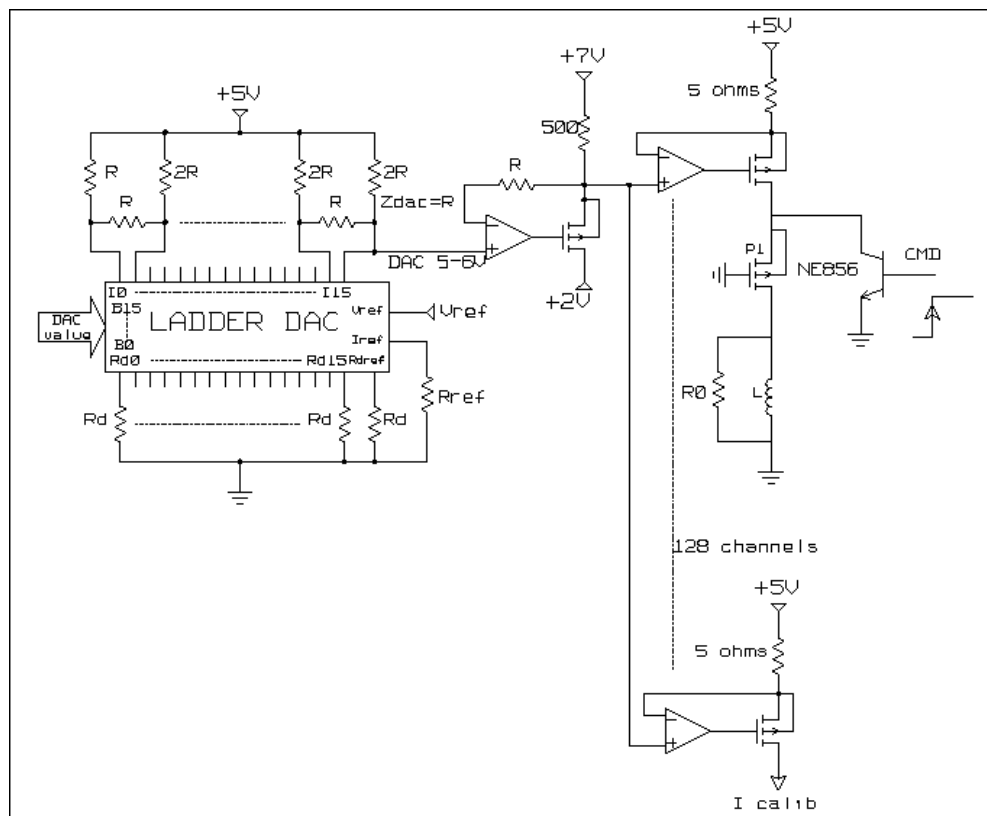 +5V
+7V
+5V
5 ohms
500
R
2R
2R
2R
R
R
Zdac=R
R
DAC 5-6V
+2V
P1
NE856
CMD
I0
I15
B15
LADDER DAC
Vref
Vref
DAC value
B0
Iref
Rd0
Rd15
Rdref
Rref
Rd
Rd
Rd
R0
L
128 channels
+5V
5 ohms
I calib